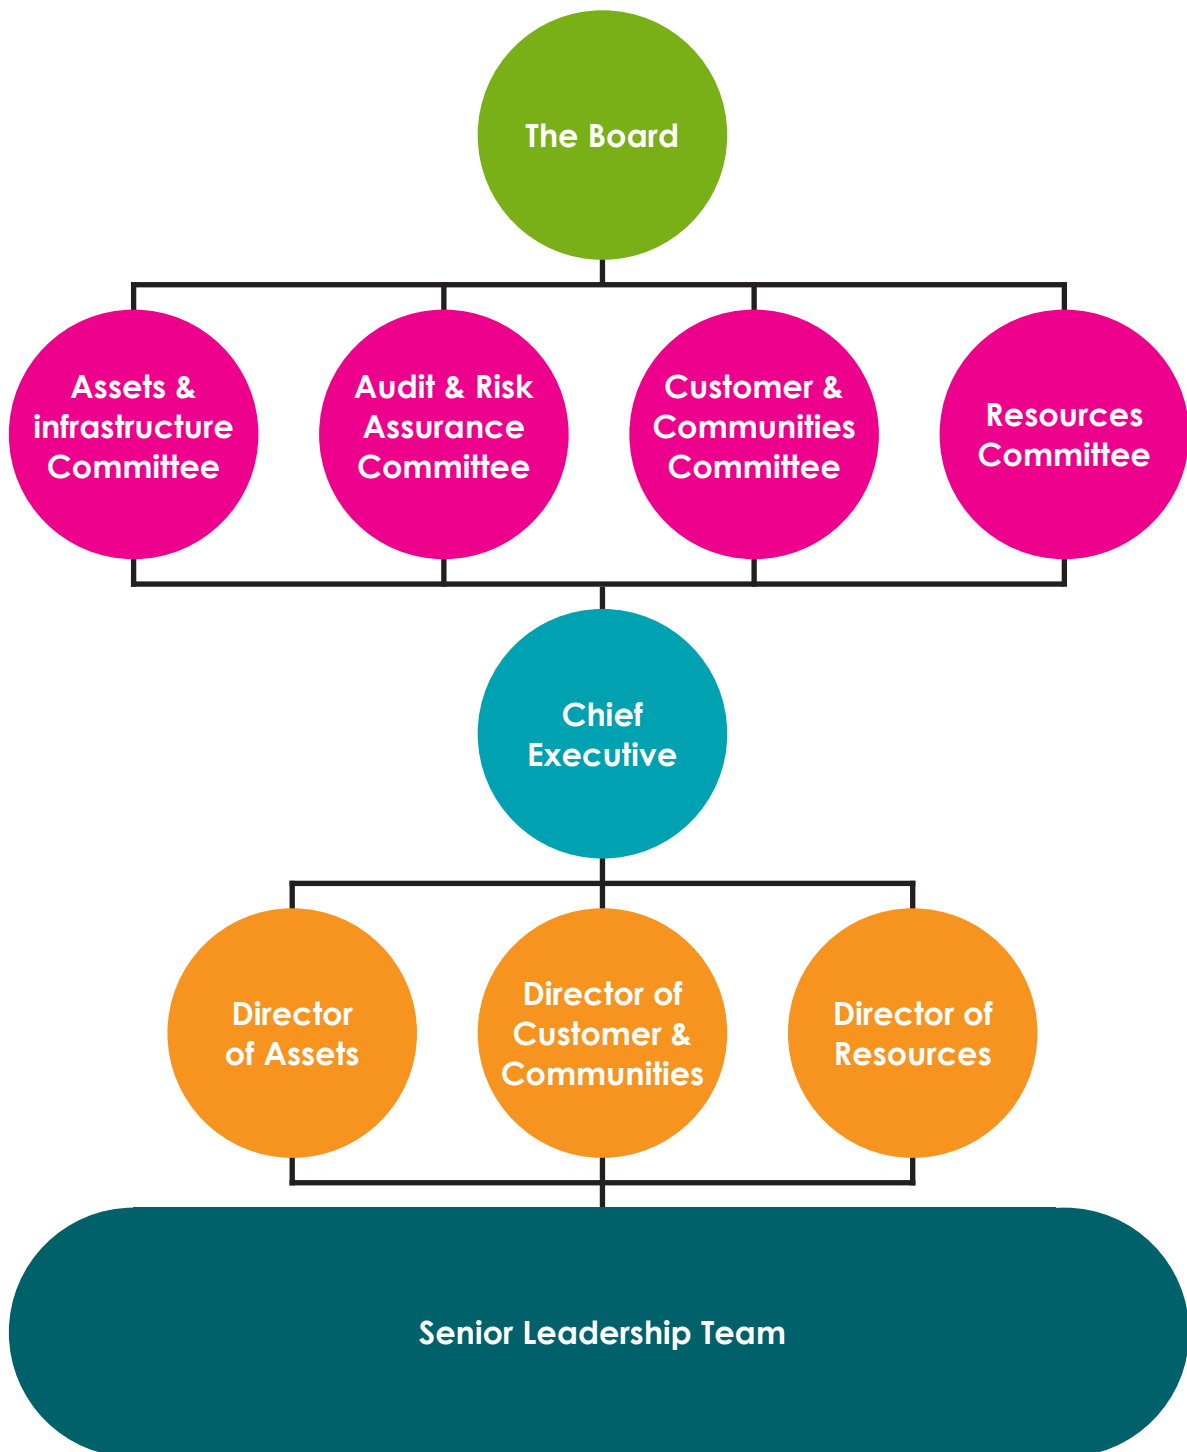 The Board
Assets &
infrastructure
Committee
Audit & Risk
Assurance
Committee
Customer &
Communities
Committee
Resources
Committee
Chief
Executive
Director
of Assets
Director of
Customer &
Communities
Director of
Resources
Senior Leadership Team